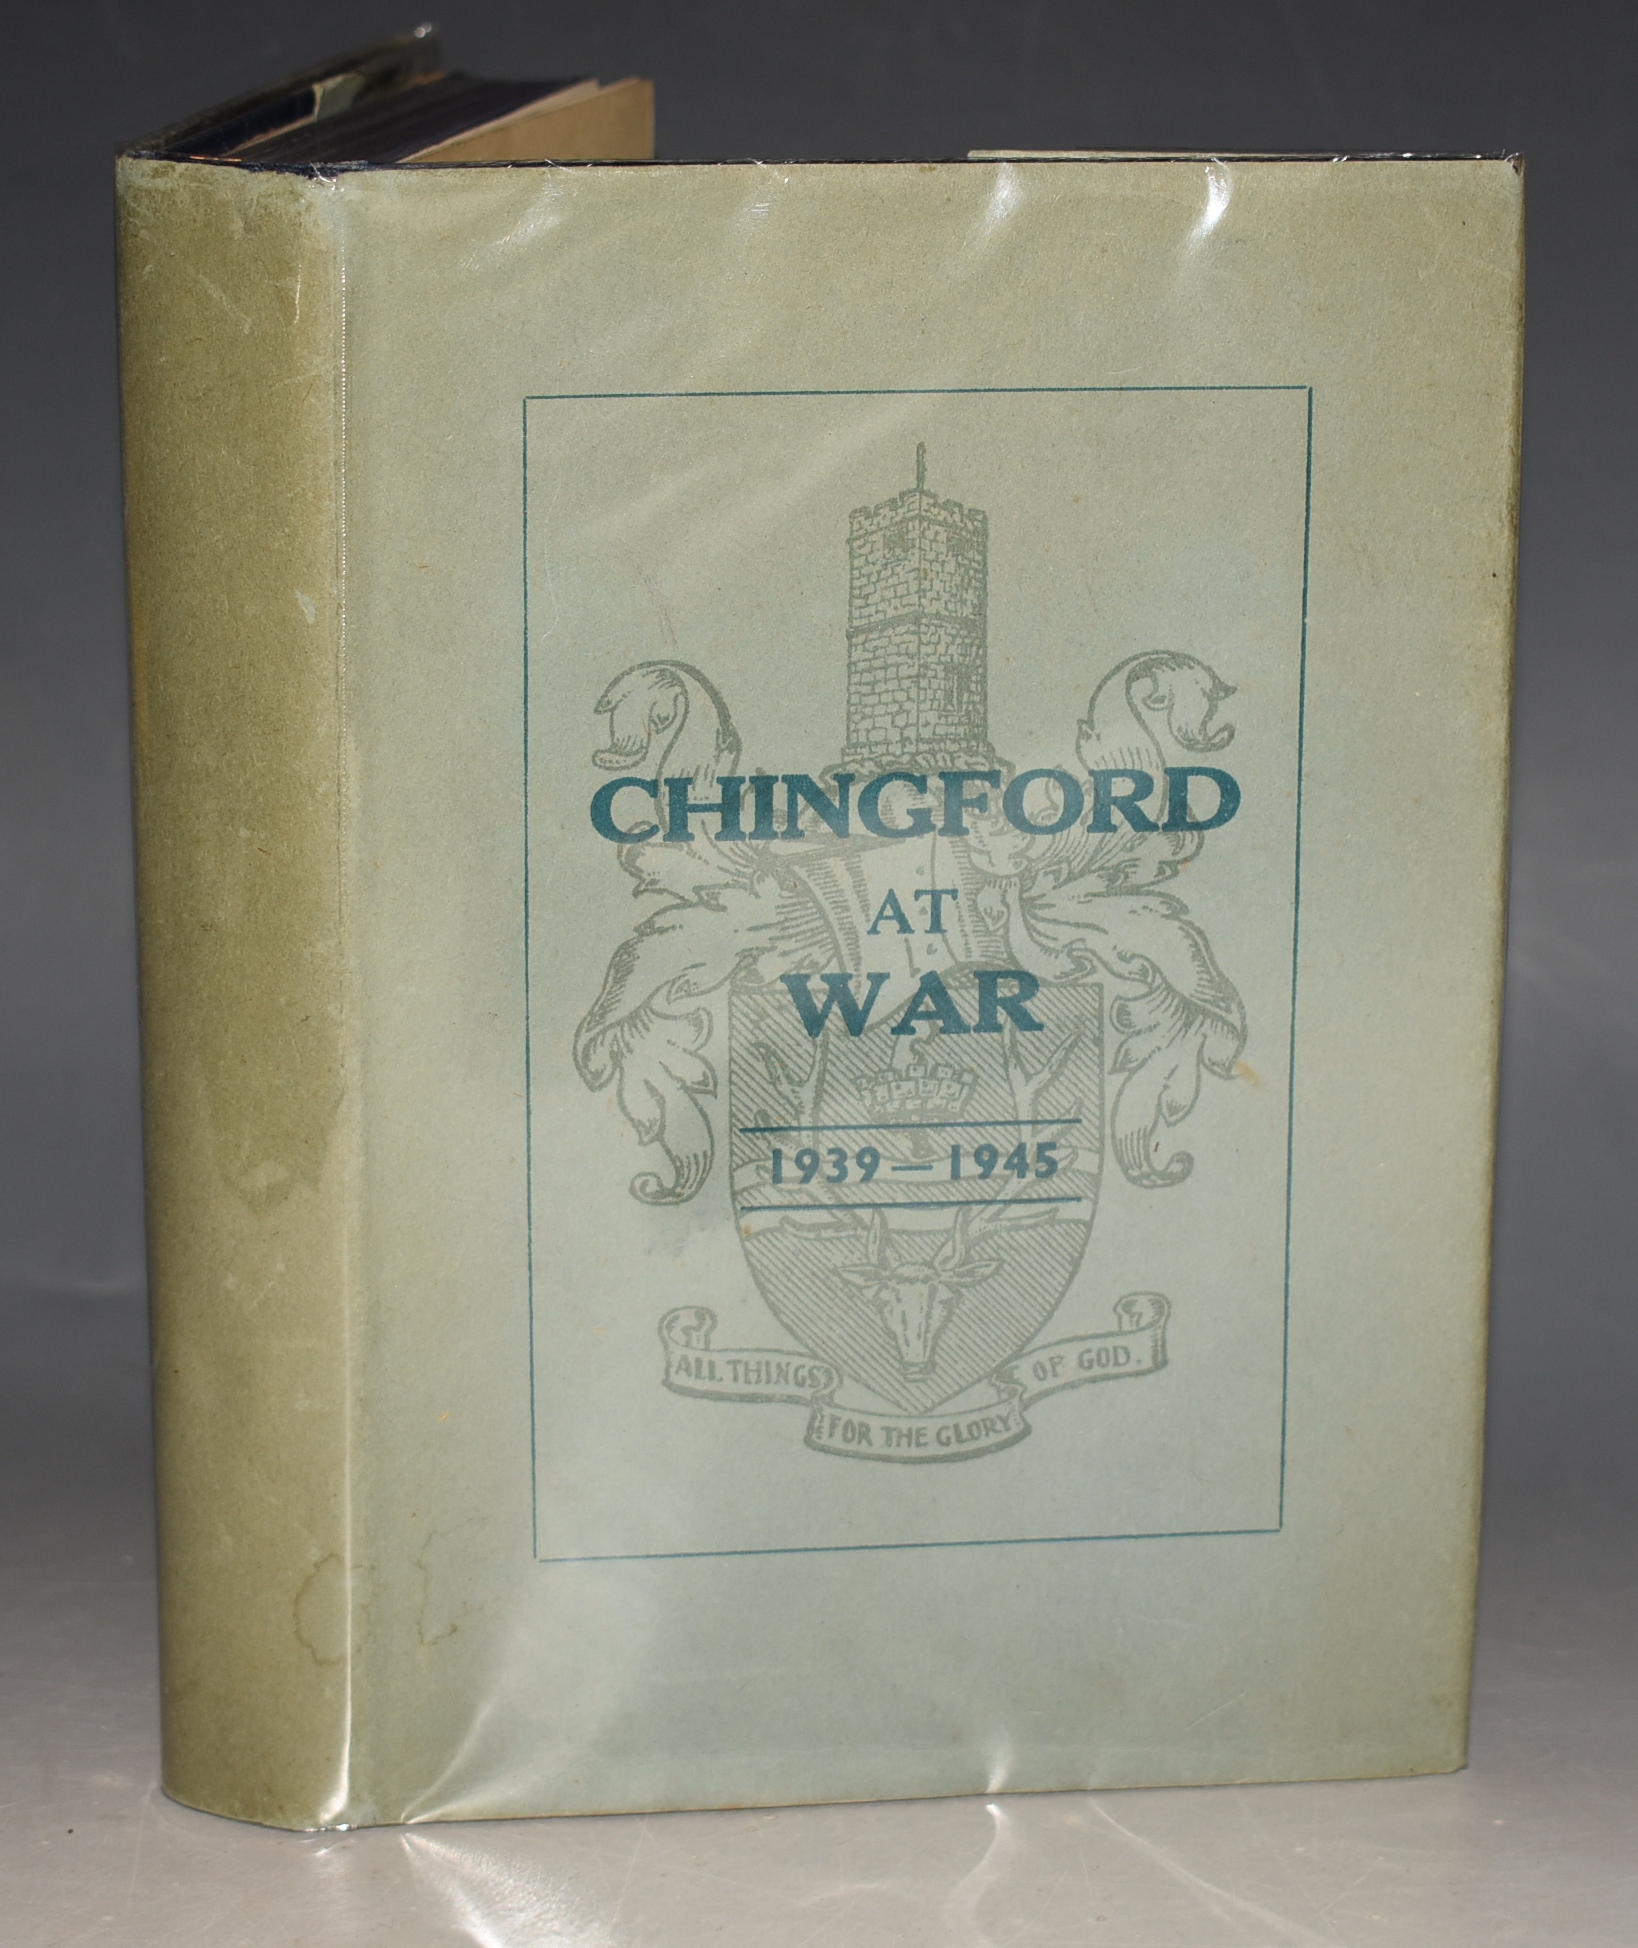 CHINGFORD
AT
WAR
1939—1945
ALL THINGS
FOR THE GLORY
OF GOD.